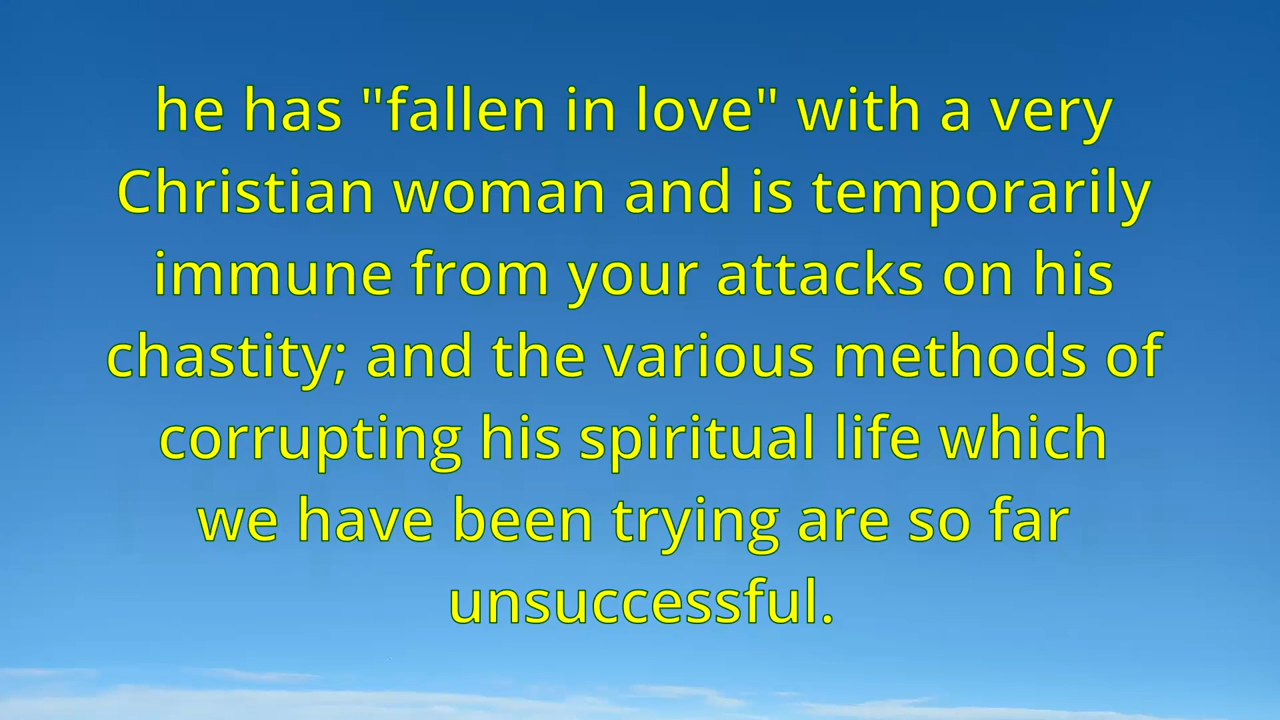 he has "fallen in love" with a very
Christian woman and is temporarily
immune from your attacks on his
chastity; and the various methods of
corrupting his spiritual life which
we have been trying are so far
unsuccessful.